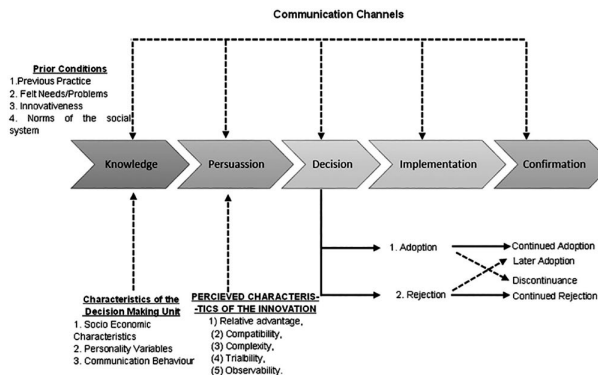 Communication Channels
Prior Conditions
1.Previous Practice
2. Felt Needs/Problems
3. Innovativeness
4. Norms of the social
system
Knowledge
Persuassion
Decision
Implementation
Confirmation
1. Adoption
Continued Adoption
Later Adoption
Discontinuance
2. Rejection
Continued Rejection
Characteristics of the
Decision Making Unit
1. Socio Economic
Characteristics
2. Personality Variables
3. Communication Behaviour
PERCIEVED CHARACTERIS-
-TICS OF THE INNOVATION
1) Relative advantage,
(2) Compatibility,
(3) Complexity,
(4) Trialbility,
(5) Observability.